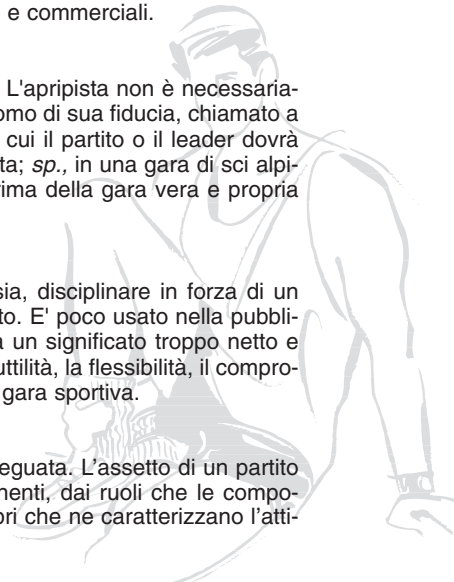 e commerciali.
L'apripista non è necessaria-
omo di sua fiducia, chiamato a
cui il partito o il leader dovrà
ta; sp., in una gara di sci alpi-
rima della gara vera e propria
sia, disciplinare in forza di un
to. E' poco usato nella pubbli-
a un significato troppo netto e
uttilità, la flessibilità, il compro-
gara sportiva.
eguata. L'assetto di un partito
nenti, dai ruoli che le compo-
ori che ne caratterizzano l'atti-